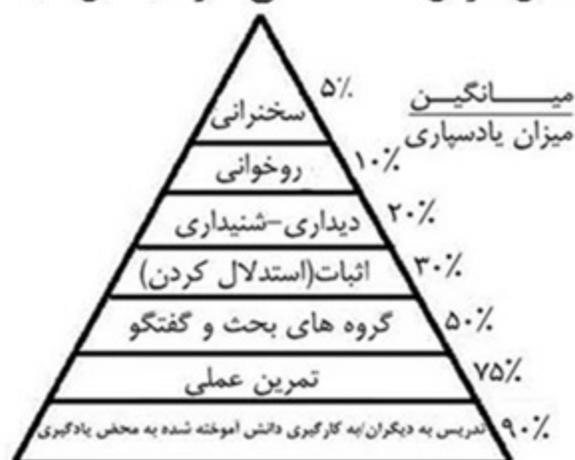 ۵٪
میـــــانگیـــن
میزان یادسپاری
سخنرانی
۱۰٪
روخوانی
۲۰٪
دیداری-شنیداری
۳۰٪
اثبات(استدلال کردن)
۵۰٪
گروه های بحث و گفتگو
۷۵٪
تمرین عملی
۹۰٪
تدریس به دیگران/به کارگیری دانش آموخته شده به محض یادگیری